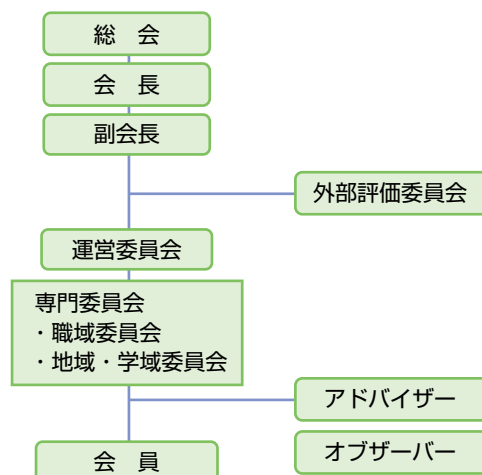 総　会
会　長
副会長
外部評価委員会
運営委員会
専門委員会
・職域委員会
・地域・学域委員会
アドバイザー
会　員
オブザーバー